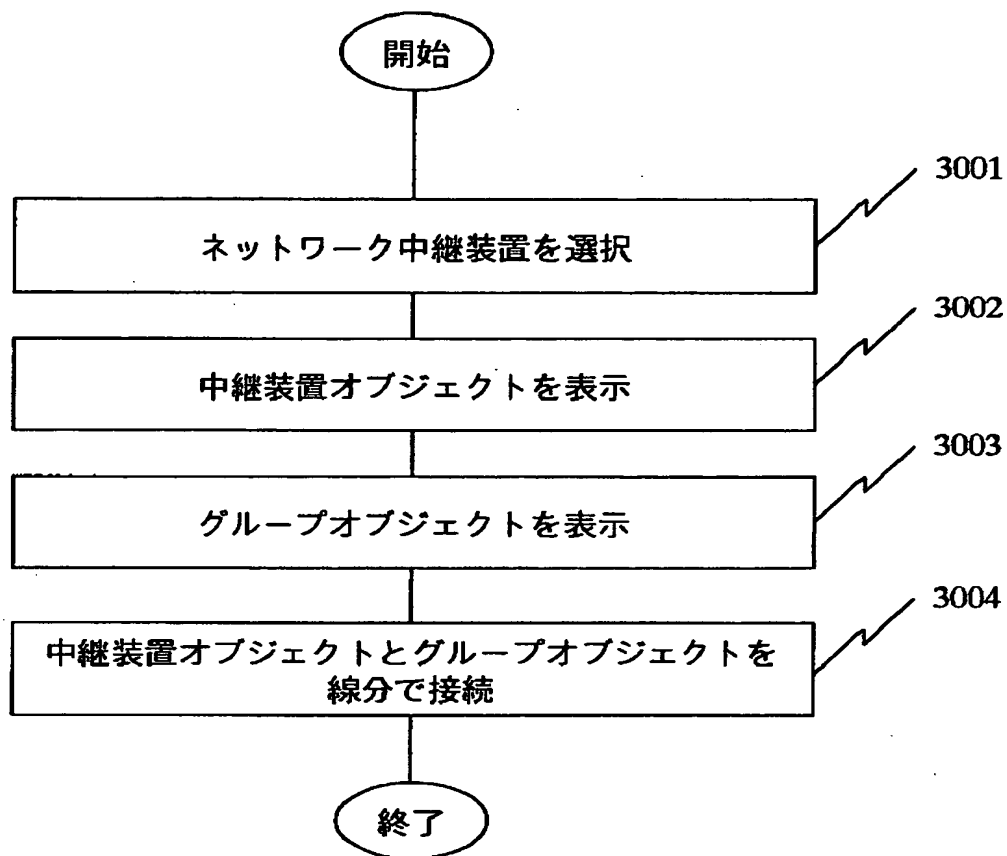 開始
3001
ネットワーク中継装置を選択
3002
中継装置オブジェクトを表示
3003
グループオブジェクトを表示
3004
中継装置オブジェクトとグループオブジェクトを
線分で接続
終了